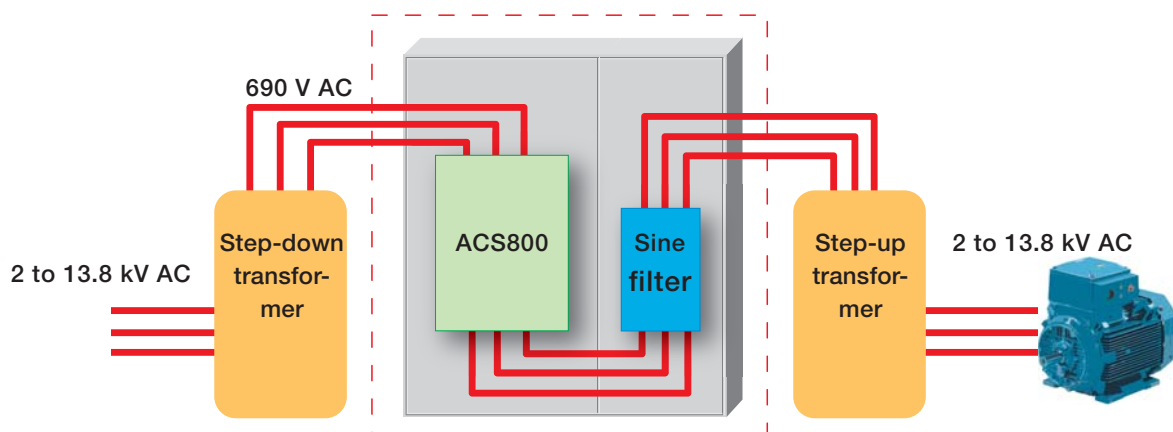 690 V AC
2 to 13.8 kV AC
Step-down
transfor-
mer
ACS800
Sine
filter
Step-up
transfor-
mer
2 to 13.8 kV AC